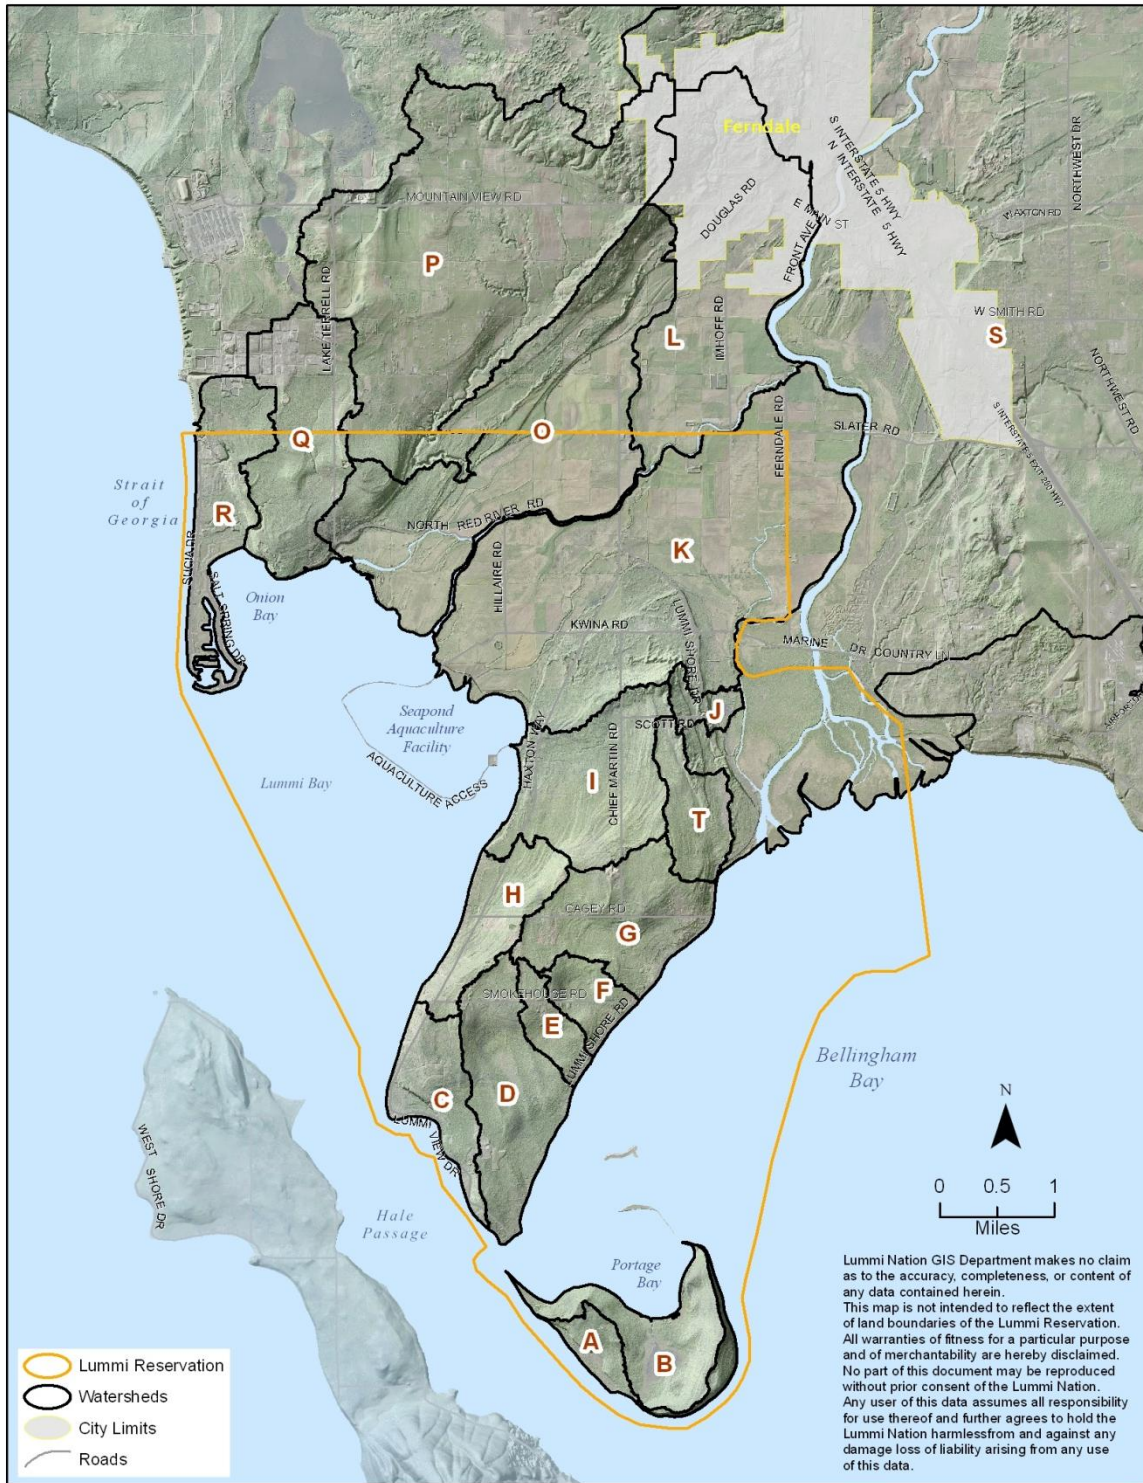 Ferndale
S INTERSTATE 5 HWY
N INTERSTATE 5 HWY
NORTHWEST DR
MOUNTAIN VIEW RD
DOUGLAS RD
E MAIN ST
FRONT AVE
P
LAKE TERRELL RD
L
IMHOFF RD
W SMITH RD
S
NORTHWEST RD
S INTERSTATE 5 EXIT 260 HWY
FERNDALE RD
SLATER RD
Q
O
Strait
of
Georgia
R
SUCIA DR
SALT SPRING DR
Onion
Bay
NORTH RED RIVER RD
HILLAIRE RD
K
KWINA RD
LUMMI SHORE DR
MARINE DR
COUNTRY LN
Seapond
Aquaculture
Facility
AQUACULTURE ACCESS
Lummi Bay
HAXTON WAY
SCOTT RD
J
CHIEF MARTIN RD
I
T
H
CAGEY RD
G
SMOKEHOUSE RD
F
E
LUMMI SHORE RD
C
D
LUMMI VIEW DR
Bellingham
Bay
WEST SHORE DR
Hale
Passage
Portage
Bay
A
B
N
0 0.5 1
Miles
Lummi Nation GIS Department makes no claim
as to the accuracy, completeness, or content of
any data contained herein.
This map is not intended to reflect the extent
of land boundaries of the Lummi Reservation.
All warranties of fitness for a particular purpose
and of merchantability are hereby disclaimed.
No part of this document may be reproduced
without prior consent of the Lummi Nation.
Any user of this data assumes all responsibility
for use thereof and further agrees to hold the
Lummi Nation harmlessfrom and against any
damage loss of liability arising from any use
of this data.
Lummi Reservation
Watersheds
City Limits
Roads